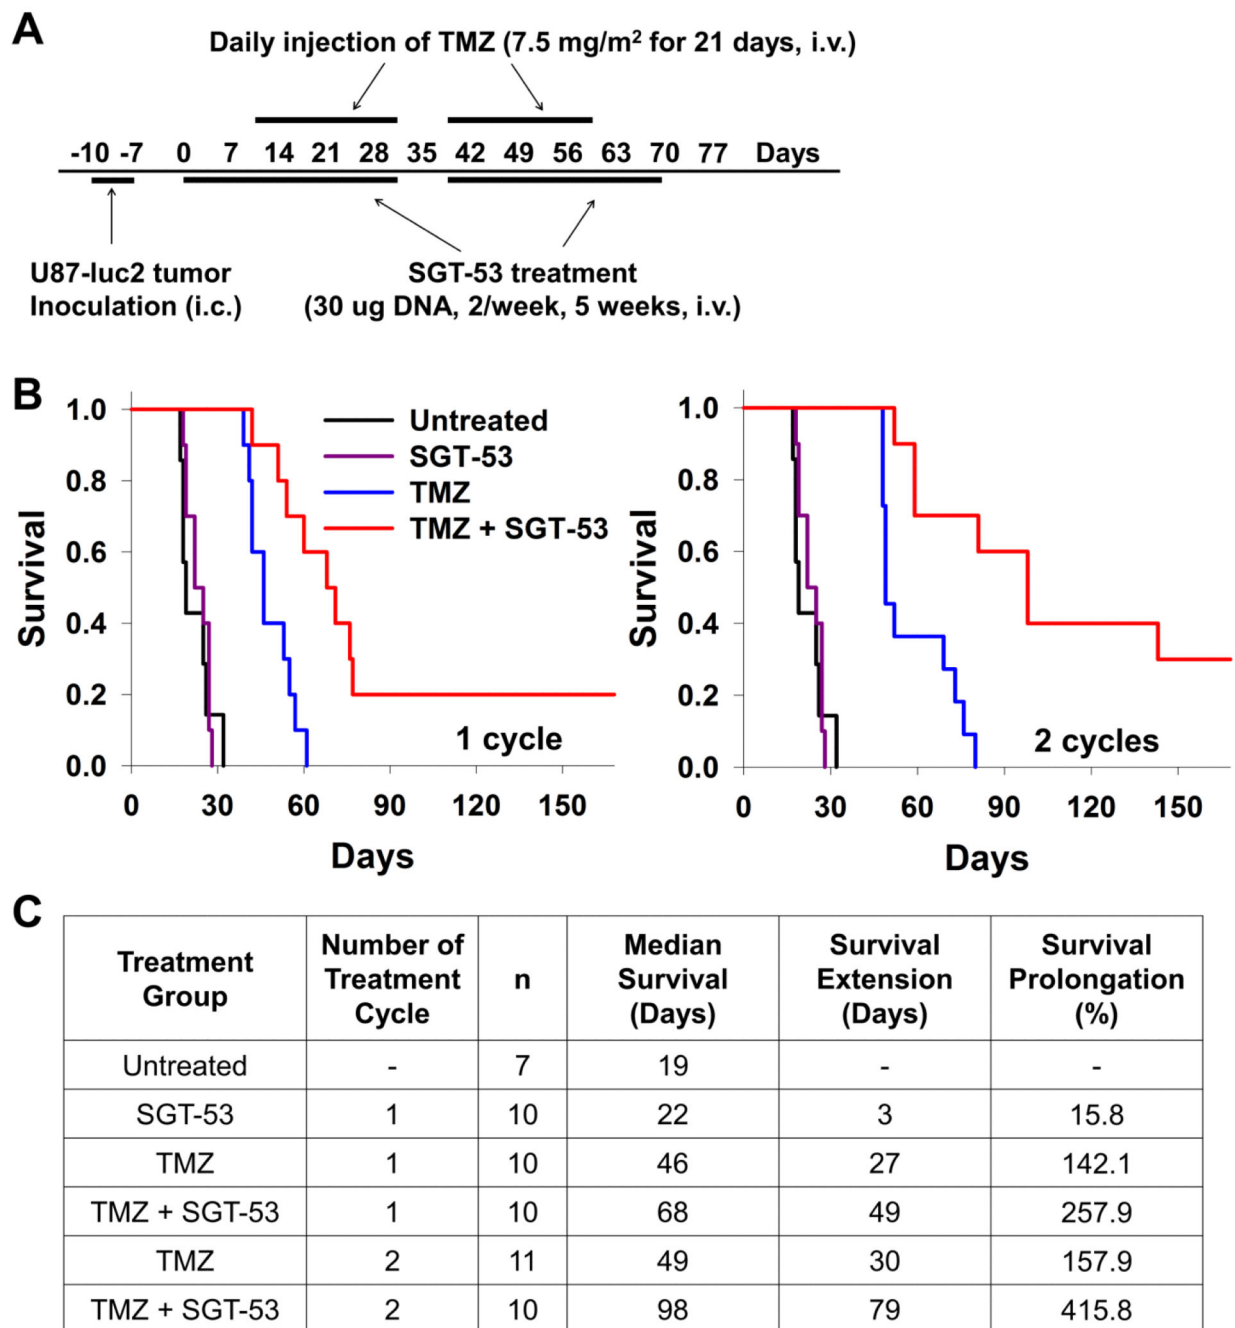 A
Daily injection of TMZ (7.5 mg/m² for 21 days, i.v.)
-10 -7 0 7 14 21 28 35 42 49 56 63 70 77 Days
U87-luc2 tumor
Inoculation (i.c.)
SGT-53 treatment
(30 ug DNA, 2/week, 5 weeks, i.v.)
B
Survival
1.0
0.8
0.6
0.4
0.2
0.0
Untreated
SGT-53
TMZ
TMZ + SGT-53
1 cycle
0 30 60 90 120 150
Days
Survival
1.0
0.8
0.6
0.4
0.2
0.0
2 cycles
0 30 60 90 120 150
Days
C
Treatment Group Number of Treatment Cycle n Median Survival (Days) Survival Extension (Days) Survival Prolongation (%)
Untreated - 7 19 - -
SGT-53 1 10 22 3 15.8
TMZ 1 10 46 27 142.1
TMZ + SGT-53 1 10 68 49 257.9
TMZ 2 11 49 30 157.9
TMZ + SGT-53 2 10 98 79 415.8